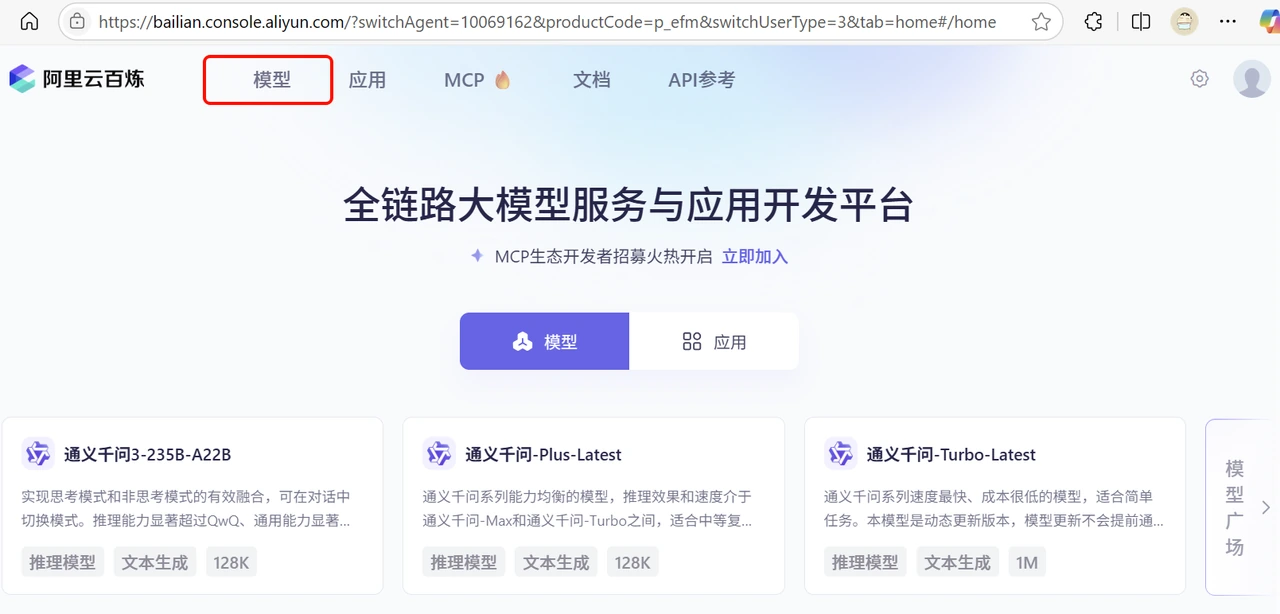 https://bailian.console.aliyun.com/?switchAgent=10069162&productCode=p_efm&switchUserType=3&tab=home#/home
阿里云百炼
模型
应用
MCP
文档
API参考
全链路大模型服务与应用开发平台
MCP生态开发者招募火热开启 立即加入
模型
应用
通义千问3-235B-A22B
实现思考模式和非思考模式的有效融合，可在对话中
切换模式。推理能力显著超过QwQ、通用能力显著...
推理模型
文本生成
128K
通义千问-Plus-Latest
通义千问系列能力均衡的模型，推理效果和速度介于
通义千问-Max和通义千问-Turbo之间，适合中等复...
推理模型
文本生成
128K
通义千问-Turbo-Latest
通义千问系列速度最快、成本很低的模型，适合简单
任务。本模型是动态更新版本，模型更新不会提前通...
推理模型
文本生成
1M
模型广场